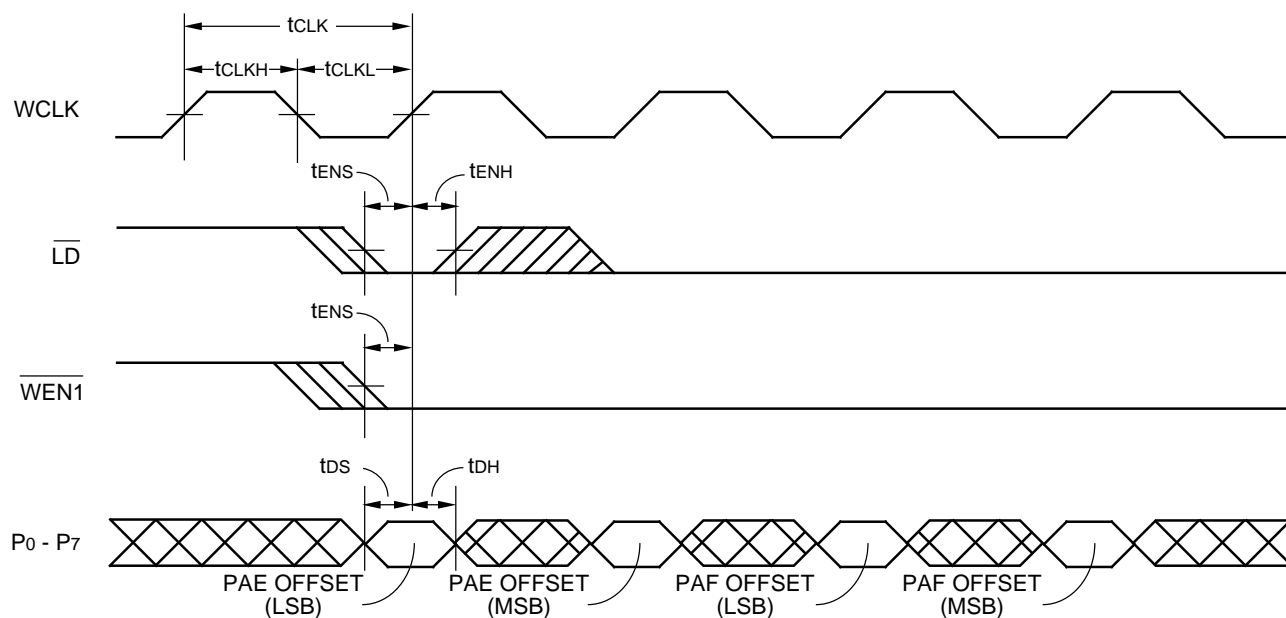 tCLK
tCLKH
tCLKL
WCLK
tENS
tENH
LD
tENS
WEN1
tDS
tDH
P0 - P7
PAE OFFSET
(LSB)
PAE OFFSET
(MSB)
PAF OFFSET
(LSB)
PAF OFFSET
(MSB)